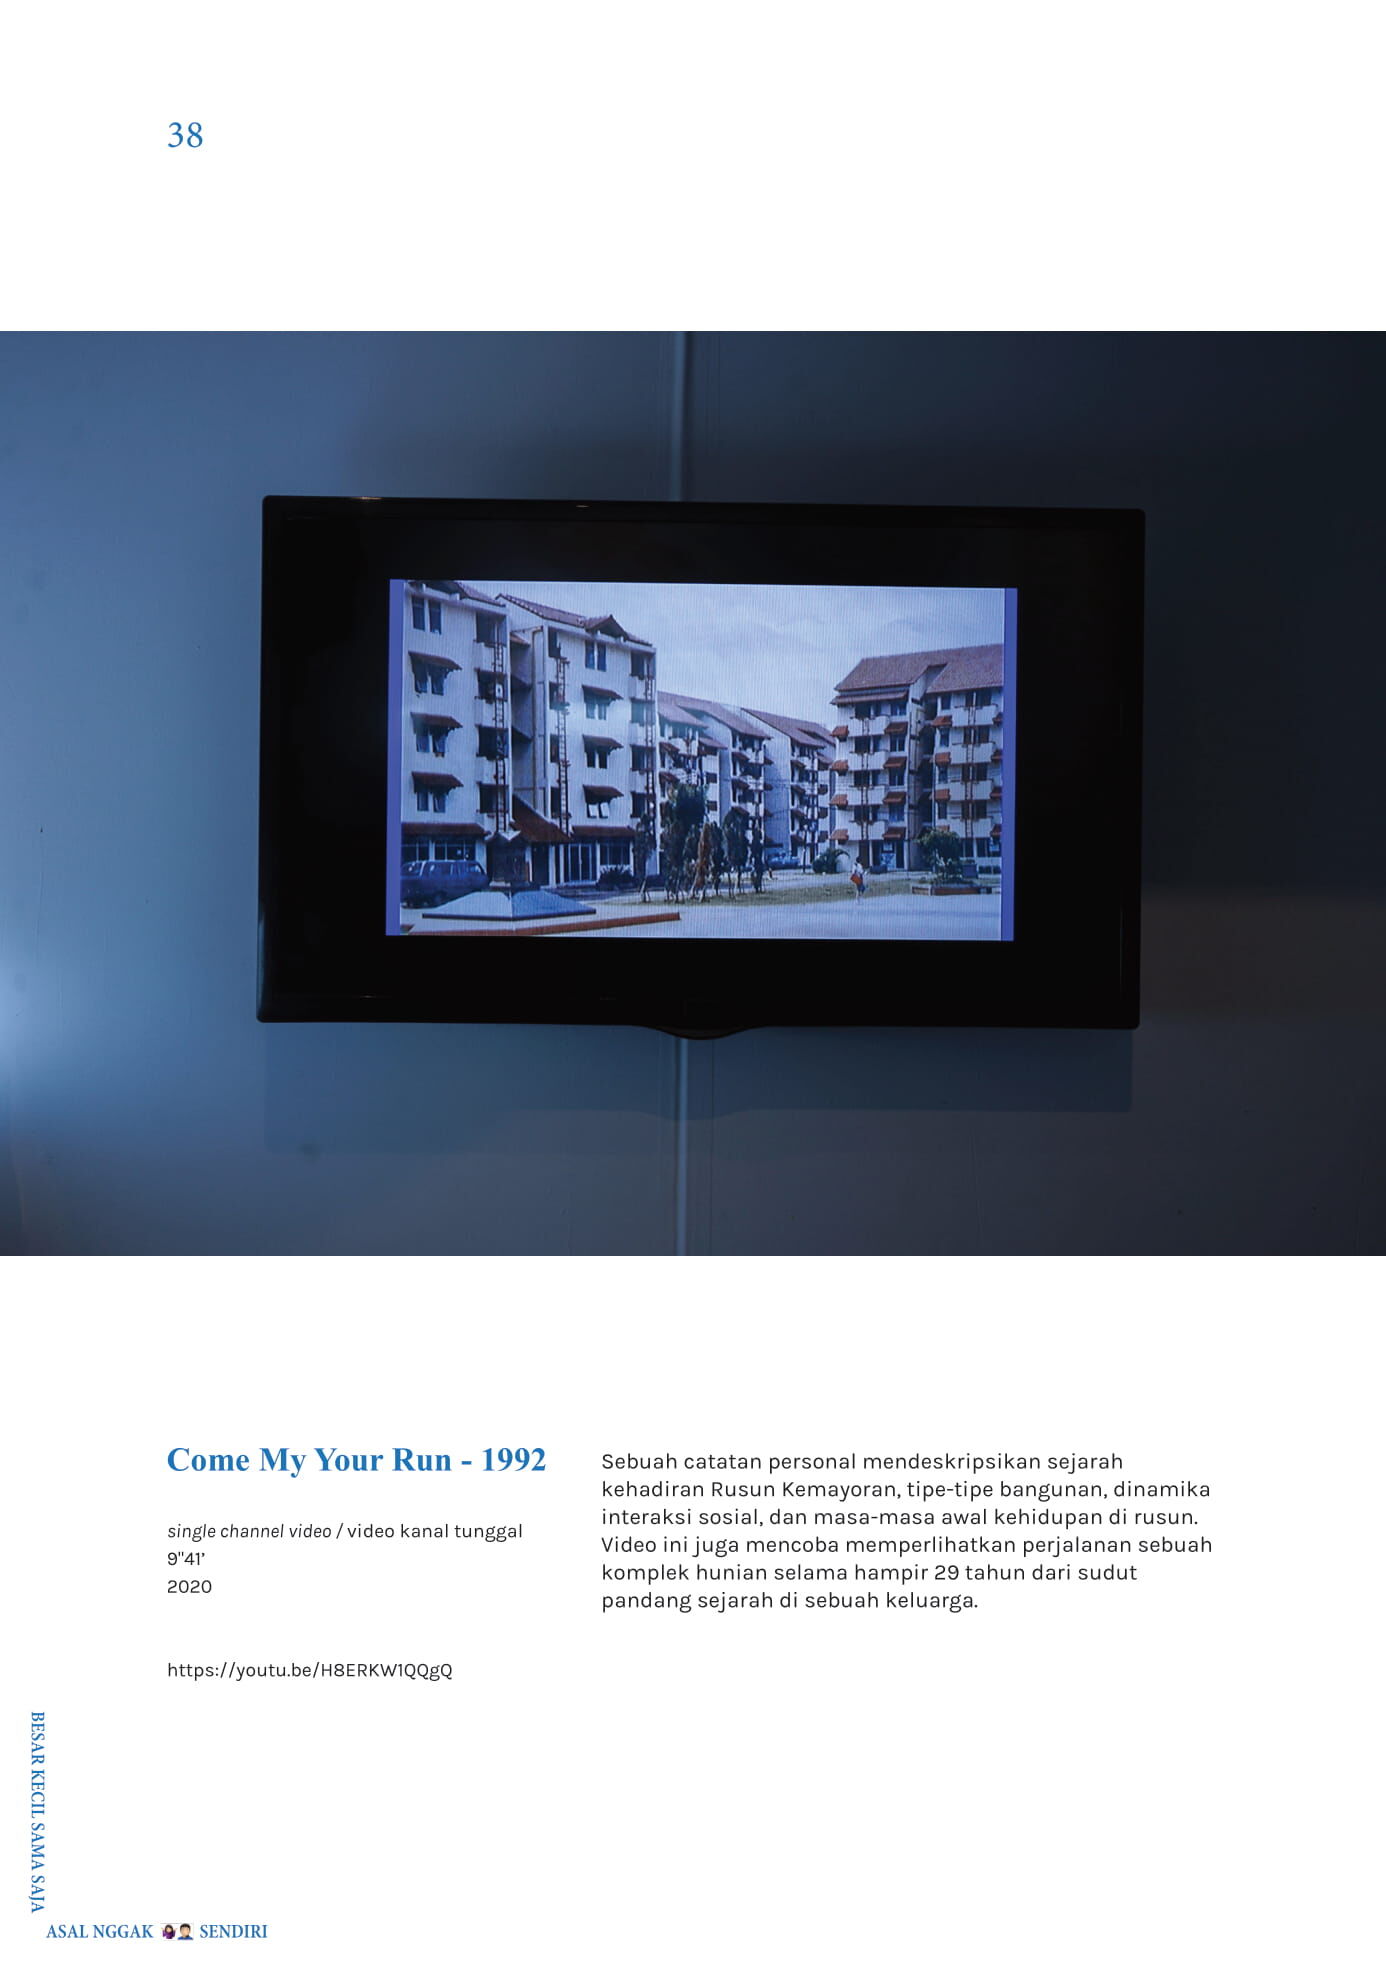 38
Come My Your Run - 1992
single channel video / video kanal tunggal
9"41’
2020
https://youtu.be/H8ERKW1QQgQ
Sebuah catatan personal mendeskripsikan sejarah
kehadiran Rusun Kemayoran, tipe-tipe bangunan, dinamika
interaksi sosial, dan masa-masa awal kehidupan di rusun.
Video ini juga mencoba memperlihatkan perjalanan sebuah
komplek hunian selama hampir 29 tahun dari sudut
pandang sejarah di sebuah keluarga.
BESAR KECIL SAMA SAJA
ASAL NGGAK 🤷🏽‍♀️🤦🏻‍♂️ SENDIRI